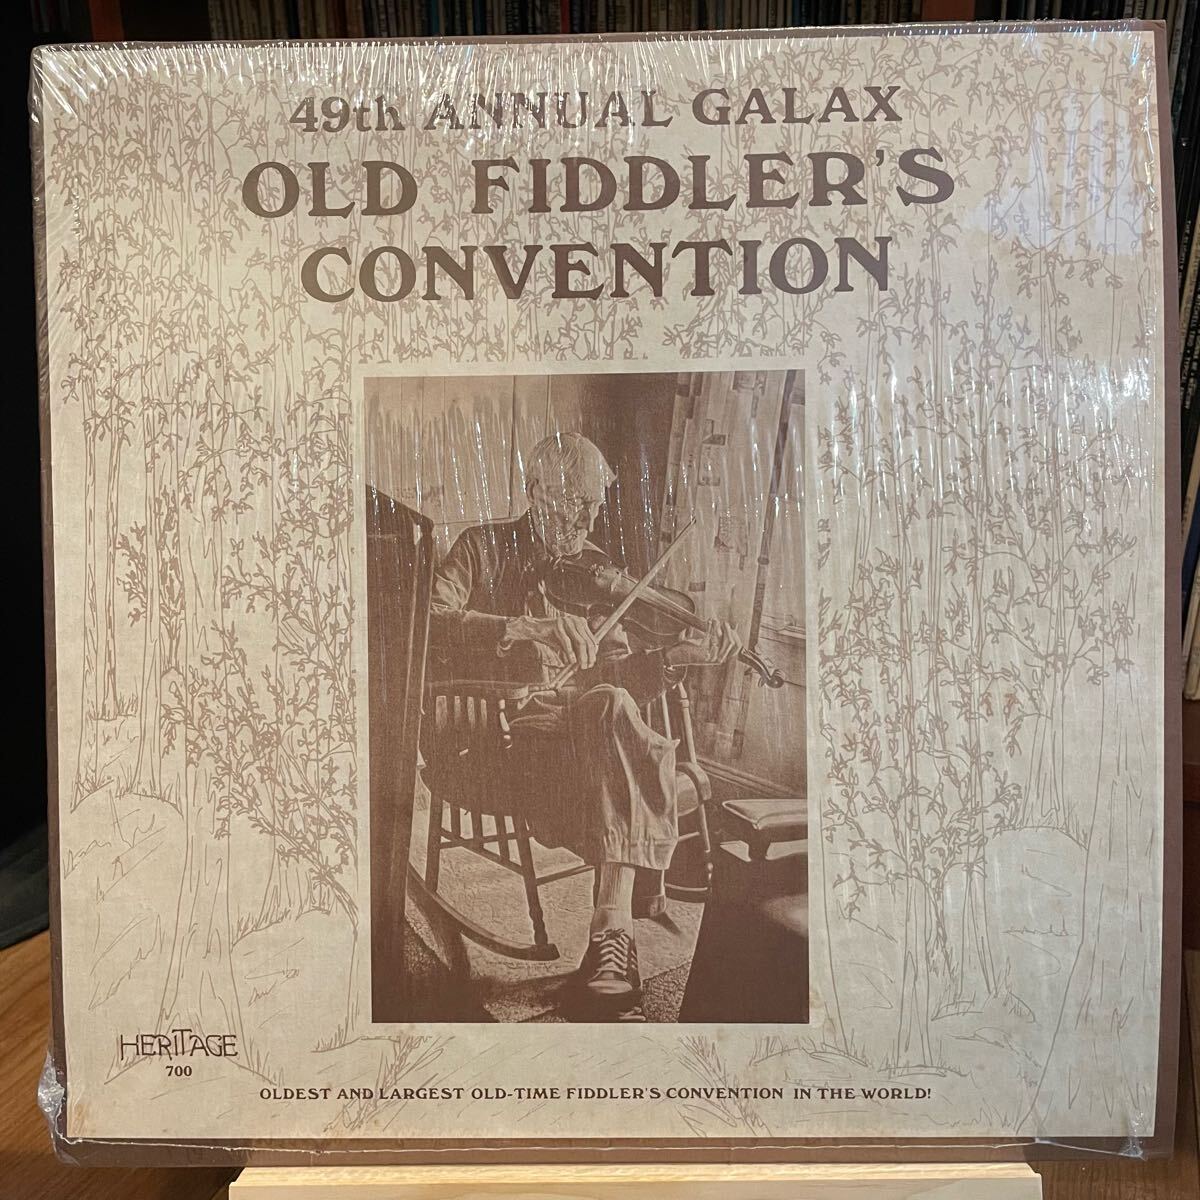 49th ANNUAL GALAX
OLD FIDDLER'S
CONVENTION
HERITAGE
700
OLDEST AND LARGEST OLD-TIME FIDDLER'S CONVENTION IN THE WORLD!